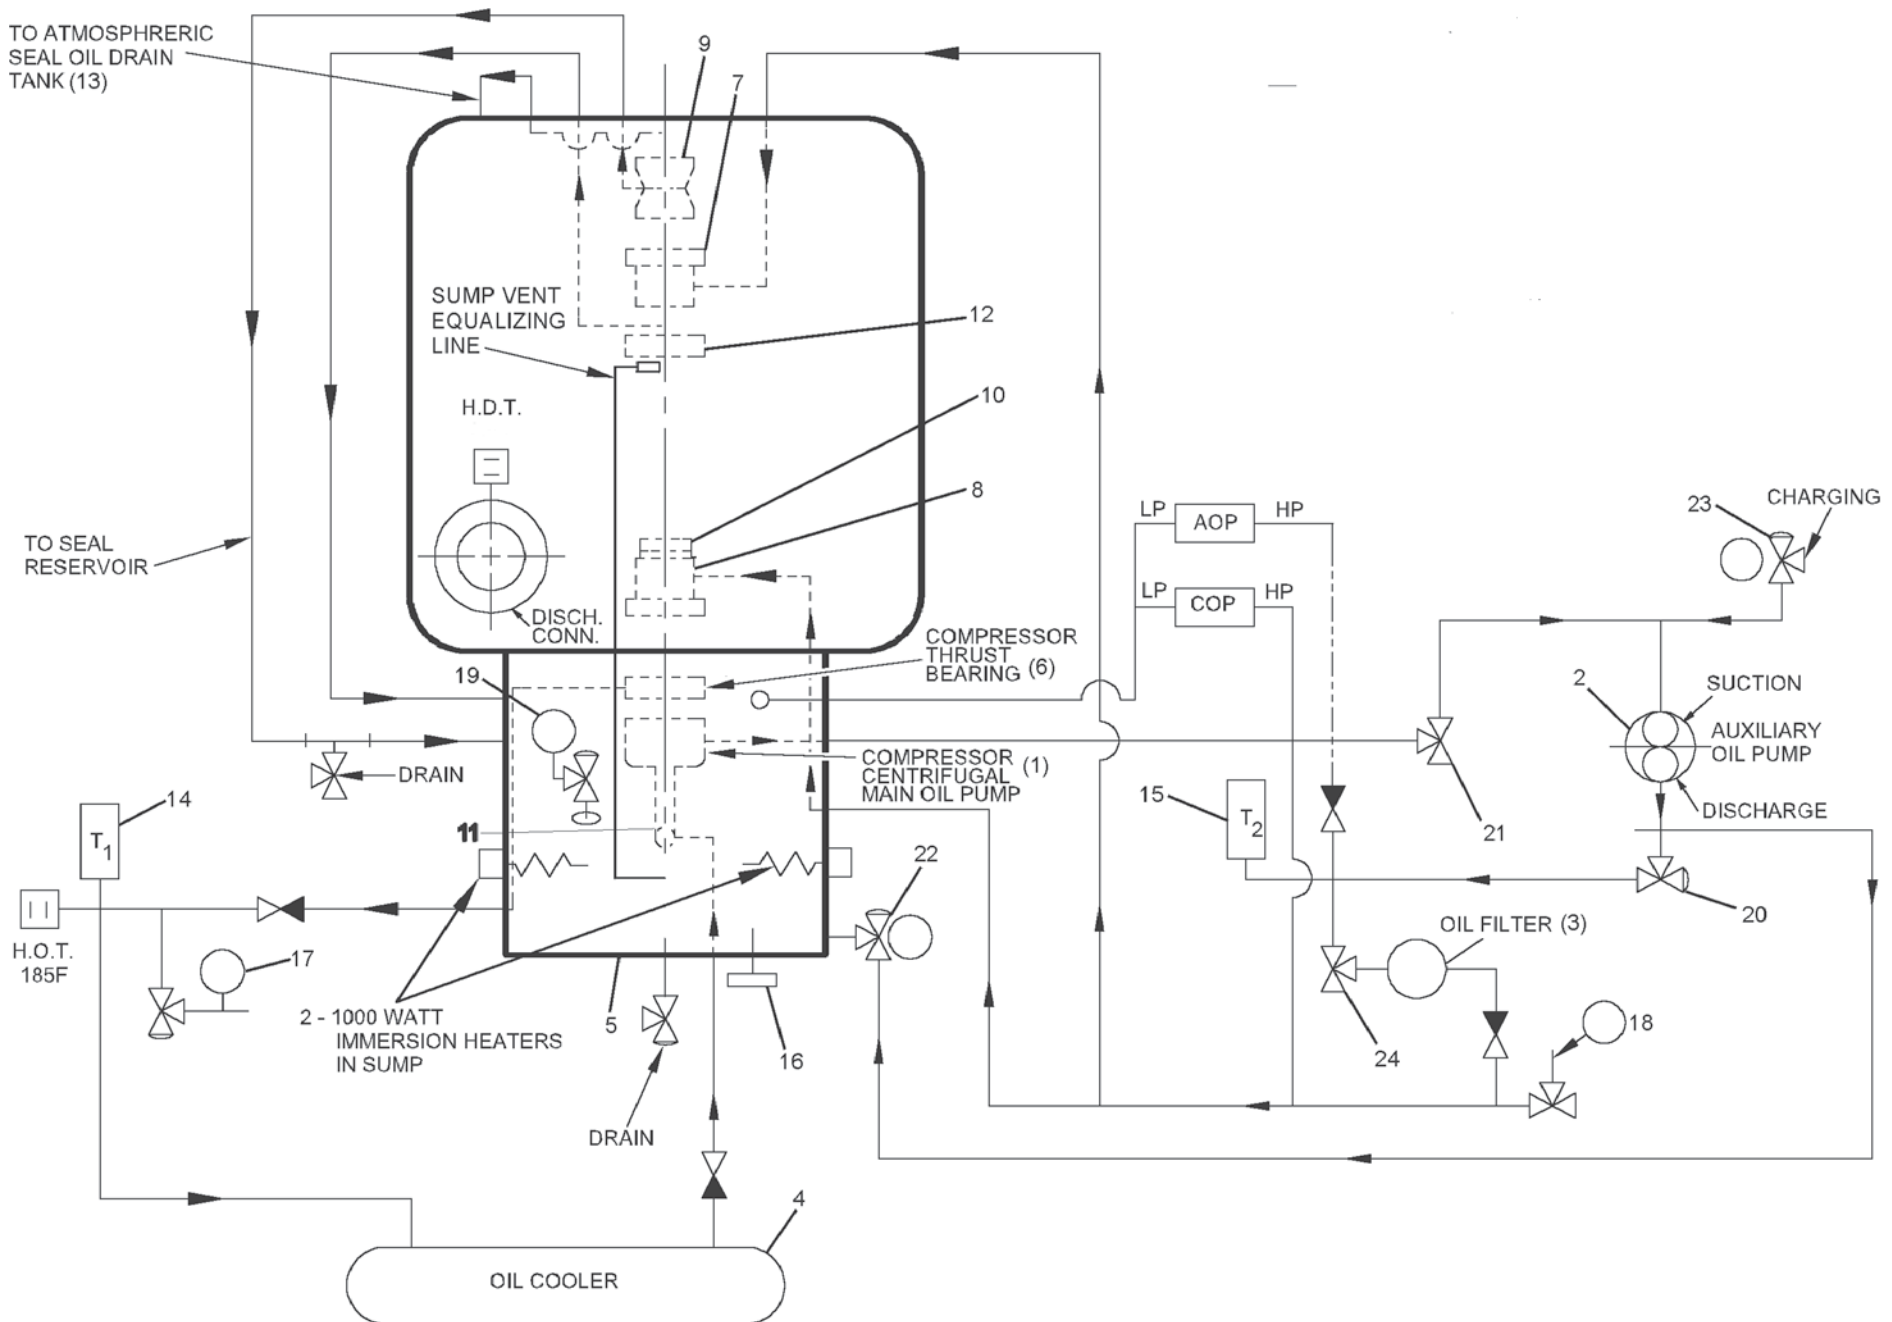 TO ATMOSPHRERIC
SEAL OIL DRAIN
TANK (13)
9
7
SUMP VENT
EQUALIZING
LINE
12
H.D.T.
10
8
DISCH.
CONN.
TO SEAL
RESERVOIR
LP
AOP
HP
LP
COP
HP
23
CHARGING
COMPRESSOR
THRUST
BEARING (6)
19
2
SUCTION
AUXILIARY
OIL PUMP
DISCHARGE
COMPRESSOR (1)
CENTRIFUGAL
MAIN OIL PUMP
DRAIN
14
T1
11
15
T2
21
22
20
OIL FILTER (3)
H.O.T.
185F
17
2 - 1000 WATT
IMMERSION HEATERS
IN SUMP
5
16
24
18
DRAIN
4
OIL COOLER